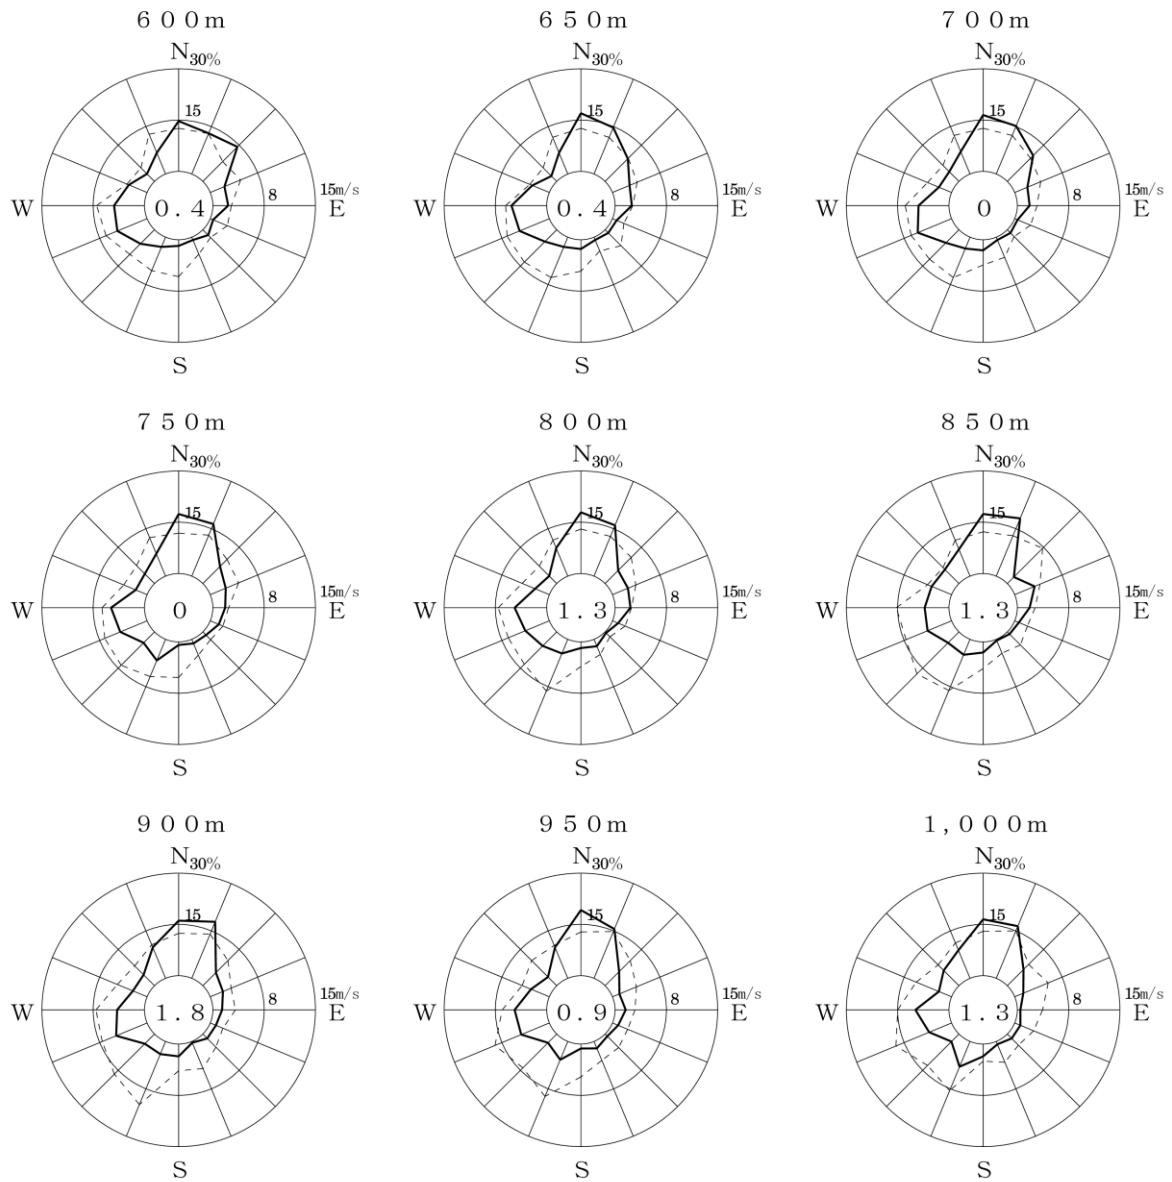 ６００m ６５０m ７００m
N30% N30% N30%
15 15 15
W 0.4 8 15m/s E W 0.4 8 15m/s E W 0 8 15m/s E
S S S
７５０m ８００m ８５０m
N30% N30% N30%
15 15 15
W 0 8 15m/s E W 1.3 8 15m/s E W 1.3 8 15m/s E
S S S
９００m ９５０m １,０００m
N30% N30% N30%
15 15 15
W 1.8 8 15m/s E W 0.9 8 15m/s E W 1.3 8 15m/s E
S S S